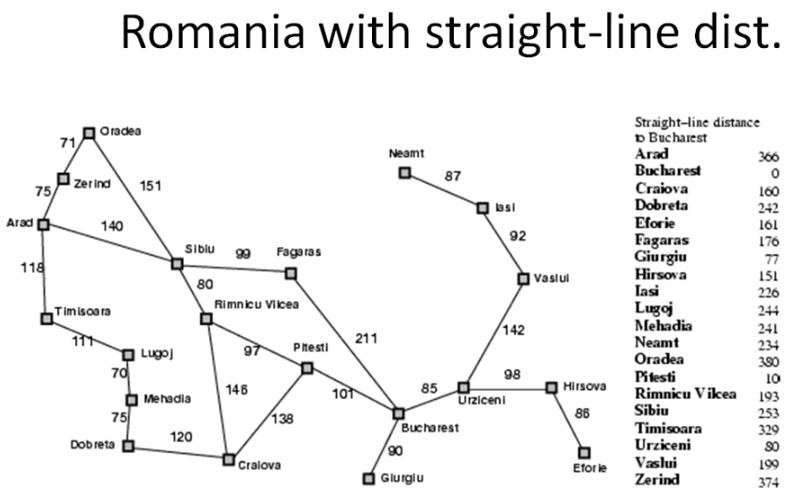 Romania with straight-line dist.
Oradea
71
Zerind
75
151
Arad
140
118
Sibiu
99
Fagaras
80
Rimnicu Vilcea
Timisoara
111
Lugoj
70
Mehadia
75
Dobreta
120
Craiova
146
97
Pitesti
138
101
211
Bucharest
90
Giurgiu
85
Urziceni
98
Hirsova
86
Eforie
142
Vaslui
92
Iasi
87
Neamt
Straight–line distance
to Bucharest
Arad 366
Bucharest 0
Craiova 160
Dobreta 242
Eforie 161
Fagaras 176
Giurgiu 77
Hirsova 151
Iasi 226
Lugoj 244
Mehadia 241
Neamt 234
Oradea 380
Pitesti 10
Rimnicu Vilcea 193
Sibiu 253
Timisoara 329
Urziceni 80
Vaslui 199
Zerind 374